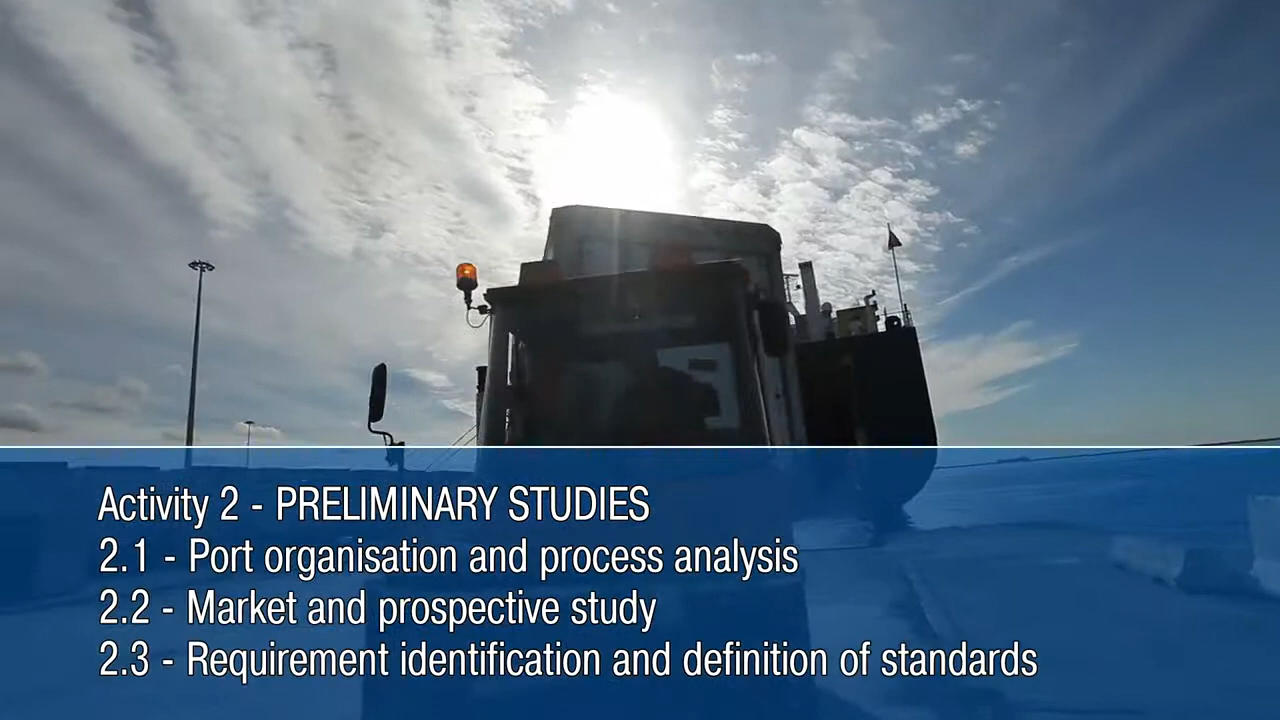 Activity 2 - PRELIMINARY STUDIES
2.1 - Port organisation and process analysis
2.2 - Market and prospective study
2.3 - Requirement identification and definition of standards